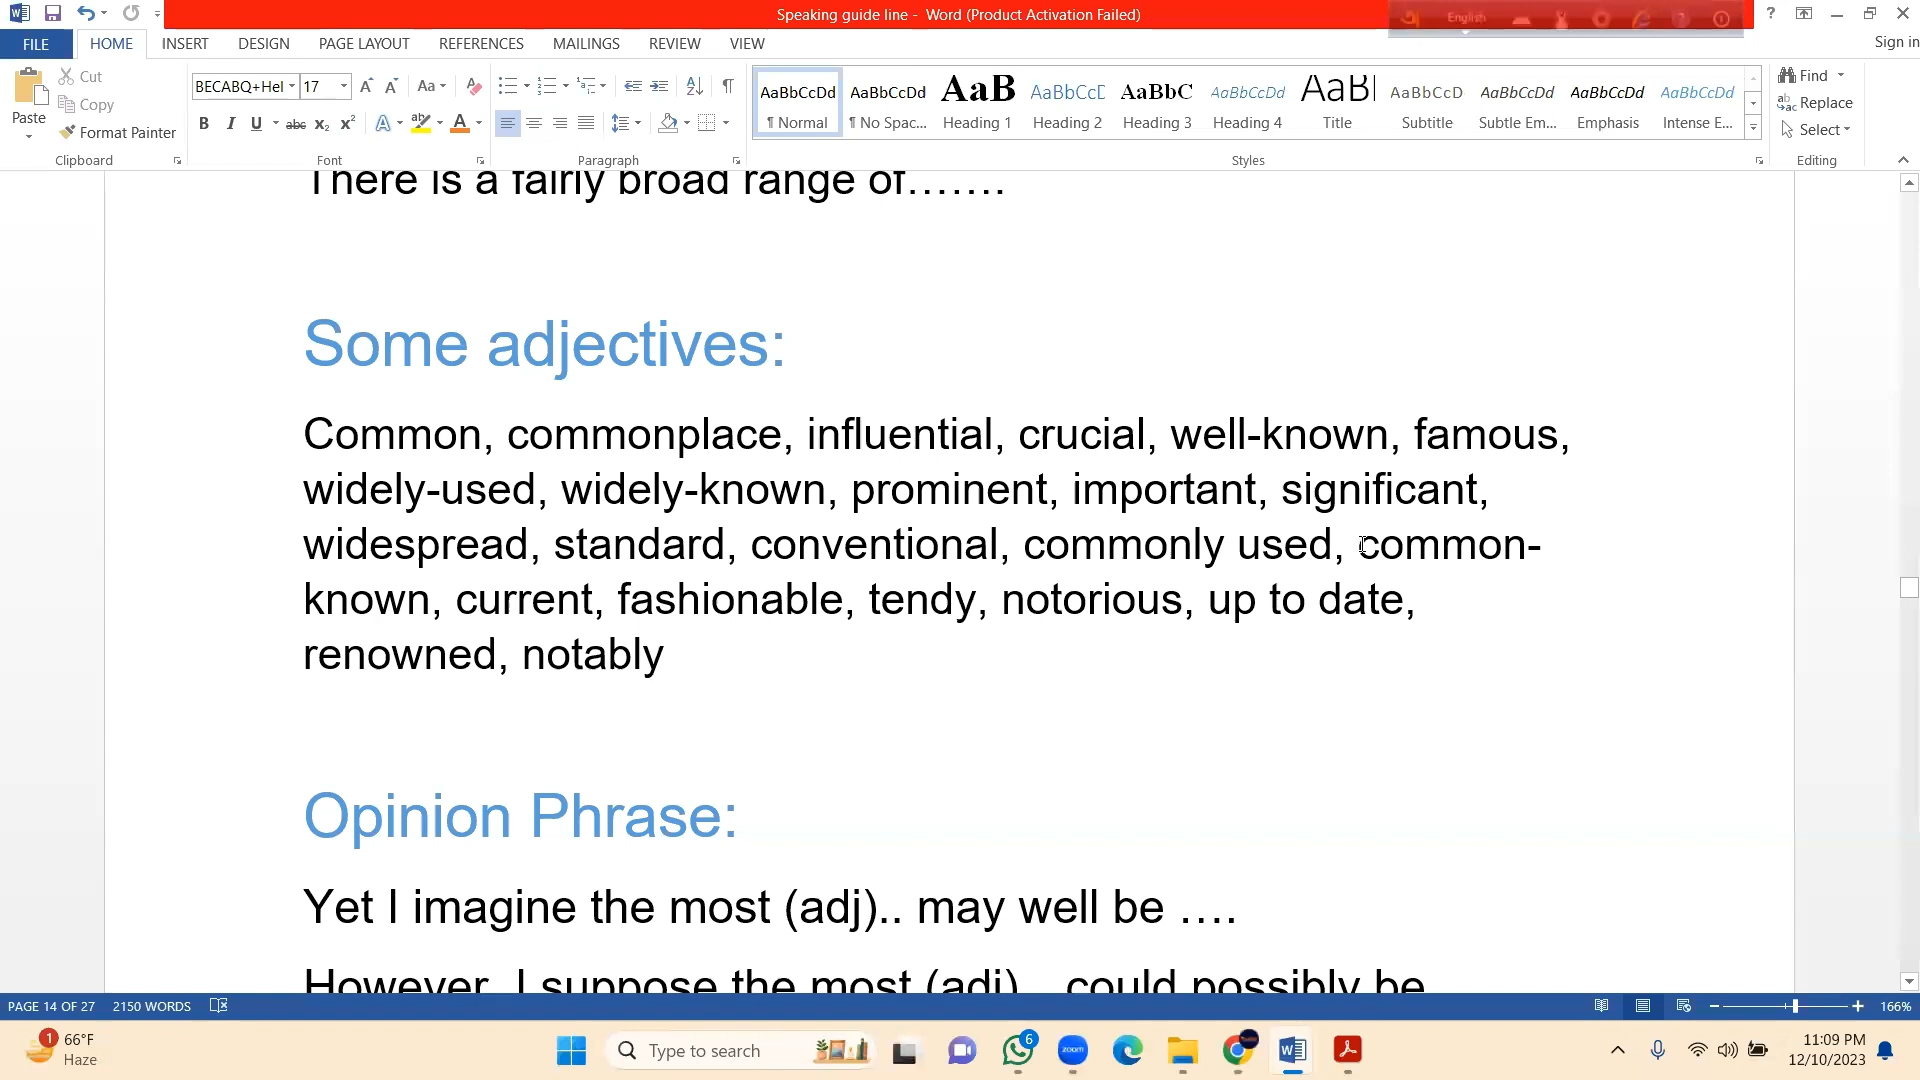 Speaking guide line - Word (Product Activation Failed)
English
?
FILE HOME INSERT DESIGN PAGE LAYOUT REFERENCES MAILINGS REVIEW VIEW
Sign in
Paste
Cut
Copy
Format Painter
Clipboard
BECABQ+Hel 17
Font
Paragraph
AaBbCcDd AaBbCcDd AaB AaBbCcD AaBbC AaBbCcDd AaBl AaBbCcD AaBbCcDd AaBbCcDd AaBbCcDd
¶ Normal ¶ No Spac... Heading 1 Heading 2 Heading 3 Heading 4 Title Subtitle Subtle Em... Emphasis Intense E...
Styles
Find
Replace
Select
Editing
There is a fairly broad range of…….
Some adjectives:
Common, commonplace, influential, crucial, well-known, famous,
widely-used, widely-known, prominent, important, significant,
widespread, standard, conventional, commonly used, common-
known, current, fashionable, tendy, notorious, up to date,
renowned, notably
Opinion Phrase:
Yet I imagine the most (adj).. may well be ….
However, I suppose the most (adj)… could possibly be
PAGE 14 OF 27 2150 WORDS
166%
1
66°F
Haze
Type to search
6
zoom
11:09 PM
12/10/2023